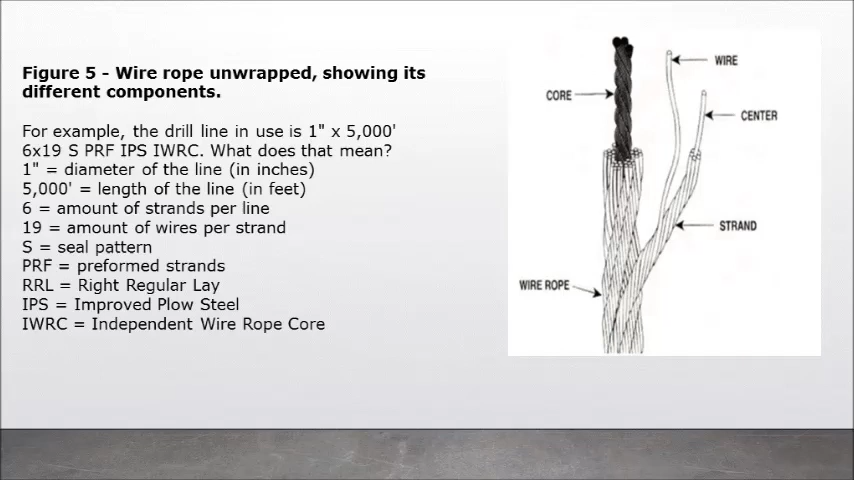 Figure 5 - Wire rope unwrapped, showing its
different components.
For example, the drill line in use is 1" x 5,000'
6x19 S PRF IPS IWRC. What does that mean?
1" = diameter of the line (in inches)
5,000' = length of the line (in feet)
6 = amount of strands per line
19 = amount of wires per strand
S = seal pattern
PRF = preformed strands
RRL = Right Regular Lay
IPS = Improved Plow Steel
IWRC = Independent Wire Rope Core
WIRE
CORE
CENTER
STRAND
WIRE ROPE